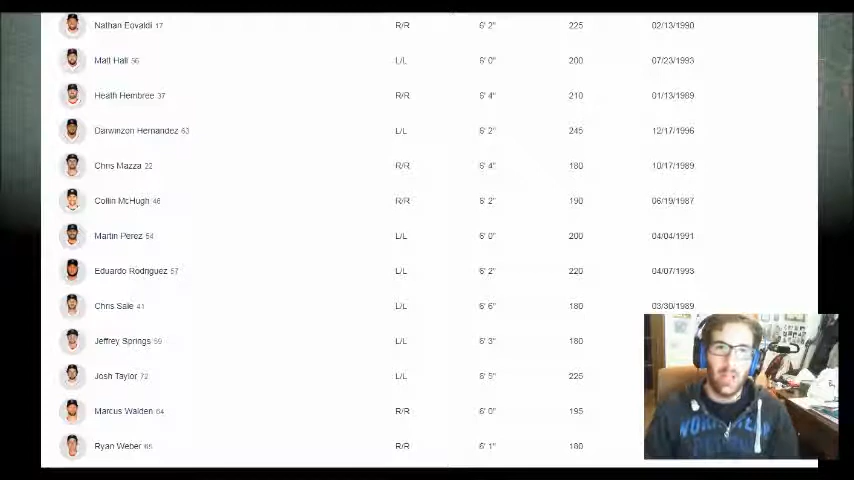 Nathan Eovaldi 17 R/R 6' 2" 225 02/13/1990
Matt Hall 56 L/L 6' 0" 200 07/23/1993
Heath Hembree 37 R/R 6' 4" 210 01/13/1989
Darwinzon Hernandez 63 L/L 6' 2" 245 12/17/1996
Chris Mazza 22 R/R 6' 4" 180 10/17/1989
Collin McHugh 46 R/R 6' 2" 190 06/19/1987
Martin Perez 54 L/L 6' 0" 200 04/04/1991
Eduardo Rodriguez 57 L/L 6' 2" 220 04/07/1993
Chris Sale 41 L/L 6' 6" 180 03/30/1989
Jeffrey Springs 59 L/L 6' 3" 180
Josh Taylor 72 L/L 6' 5" 225
Marcus Walden 64 R/R 6' 0" 195
Ryan Weber 65 R/R 6' 1" 180